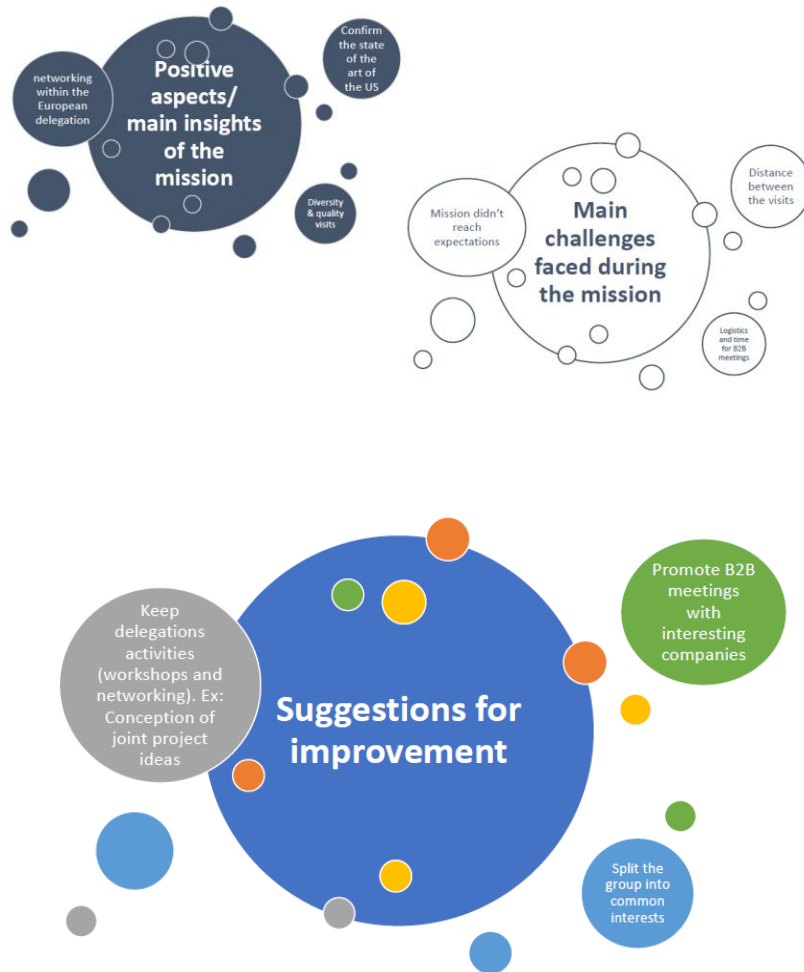 Positive
aspects/
main insights
of the
mission
networking
within the
European
delegation
Confirm
the state
of the
art of
the US
Diversity
& quality
visits
Main
challenges
faced during
the mission
Mission didn't
reach
expectations
Distance
between
the visits
Logistics
and time
for B2B
meetings
Suggestions for
improvement
Keep
delegations
activities
(workshops and
networking). Ex:
Conception of
joint project
ideas
Promote B2B
meetings
with
interesting
companies
Split the
group into
common
interests